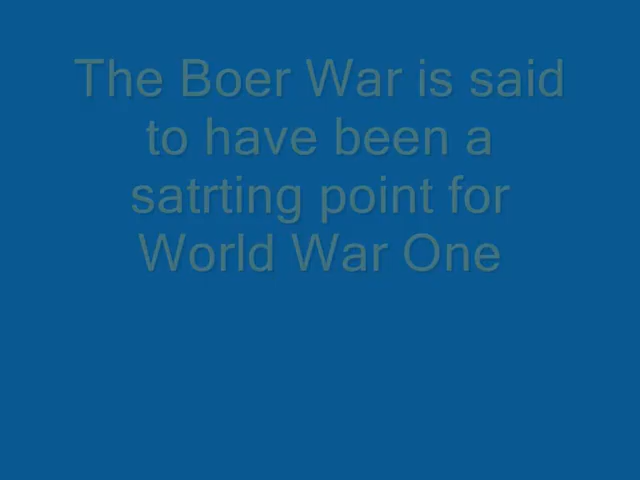 The Boer War is said
to have been a
satrting point for
World War One